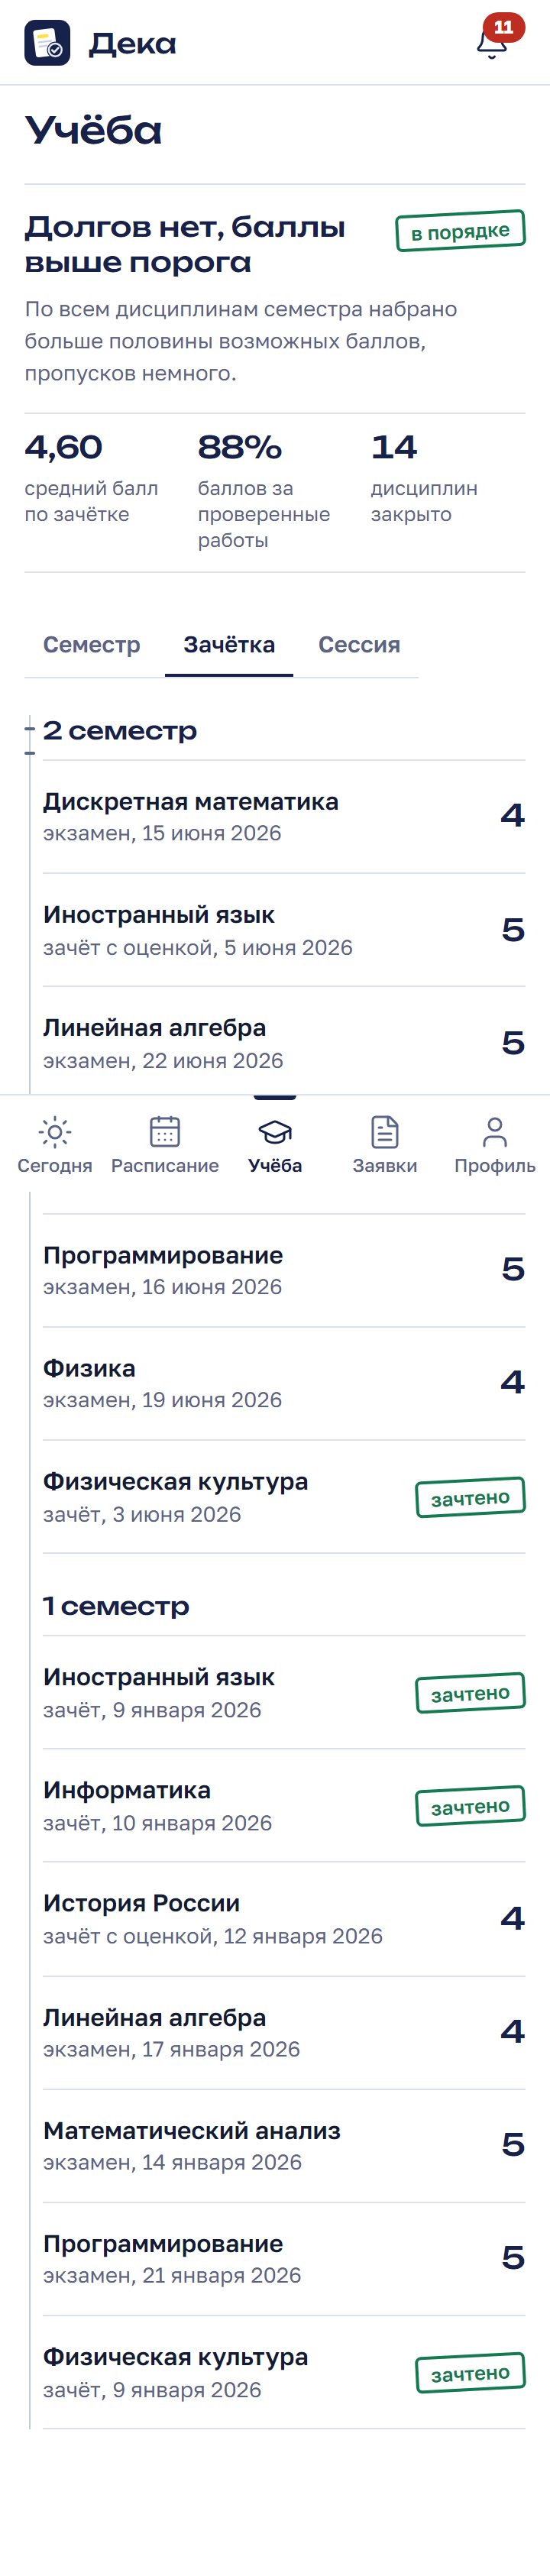 Дека
11
Учёба
Долгов нет, баллы
выше порога
в порядке
По всем дисциплинам семестра набрано
больше половины возможных баллов,
пропусков немного.
4,60
средний балл
по зачётке
88%
баллов за
проверенные
работы
14
дисциплин
закрыто
Семестр
Зачётка
Сессия
2 семестр
Дискретная математика
экзамен, 15 июня 2026
4
Иностранный язык
зачёт с оценкой, 5 июня 2026
5
Линейная алгебра
экзамен, 22 июня 2026
5
Сегодня
Расписание
Учёба
Заявки
Профиль
Программирование
экзамен, 16 июня 2026
5
Физика
экзамен, 19 июня 2026
4
Физическая культура
зачёт, 3 июня 2026
зачтено
1 семестр
Иностранный язык
зачёт, 9 января 2026
зачтено
Информатика
зачёт, 10 января 2026
зачтено
История России
зачёт с оценкой, 12 января 2026
4
Линейная алгебра
экзамен, 17 января 2026
4
Математический анализ
экзамен, 14 января 2026
5
Программирование
экзамен, 21 января 2026
5
Физическая культура
зачёт, 9 января 2026
зачтено